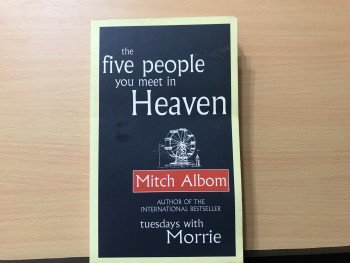 the
five people
you meet in
Heaven
Mitch Albom
AUTHOR OF THE
INTERNATIONAL BESTSELLER
tuesdays with
Morrie